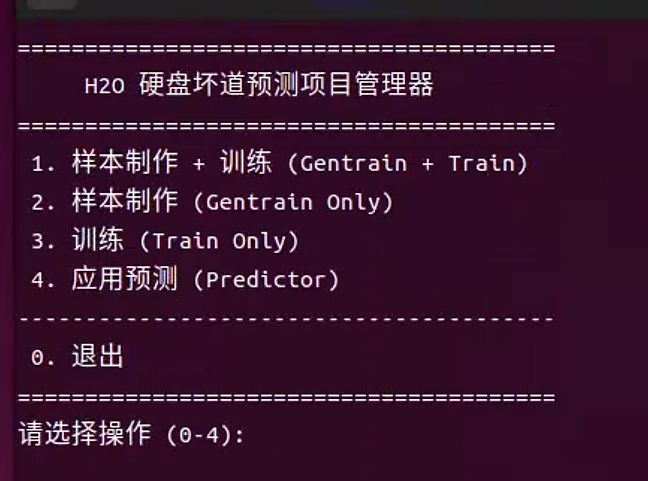 ========================================
H2O 硬盘坏道预测项目管理器
========================================
1. 样本制作 + 训练 (Gentrain + Train)
2. 样本制作 (Gentrain Only)
3. 训练 (Train Only)
4. 应用预测 (Predictor)
----------------------------------------
0. 退出
========================================
请选择操作 (0-4):